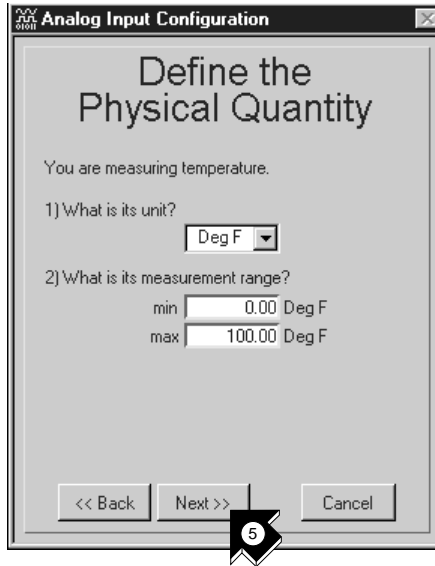 Analog Input Configuration
Define the
Physical Quantity
You are measuring temperature.
1) What is its unit?
Deg F
2) What is its measurement range?
min 0.00 Deg F
max 100.00 Deg F
<< Back Next >> Cancel
5